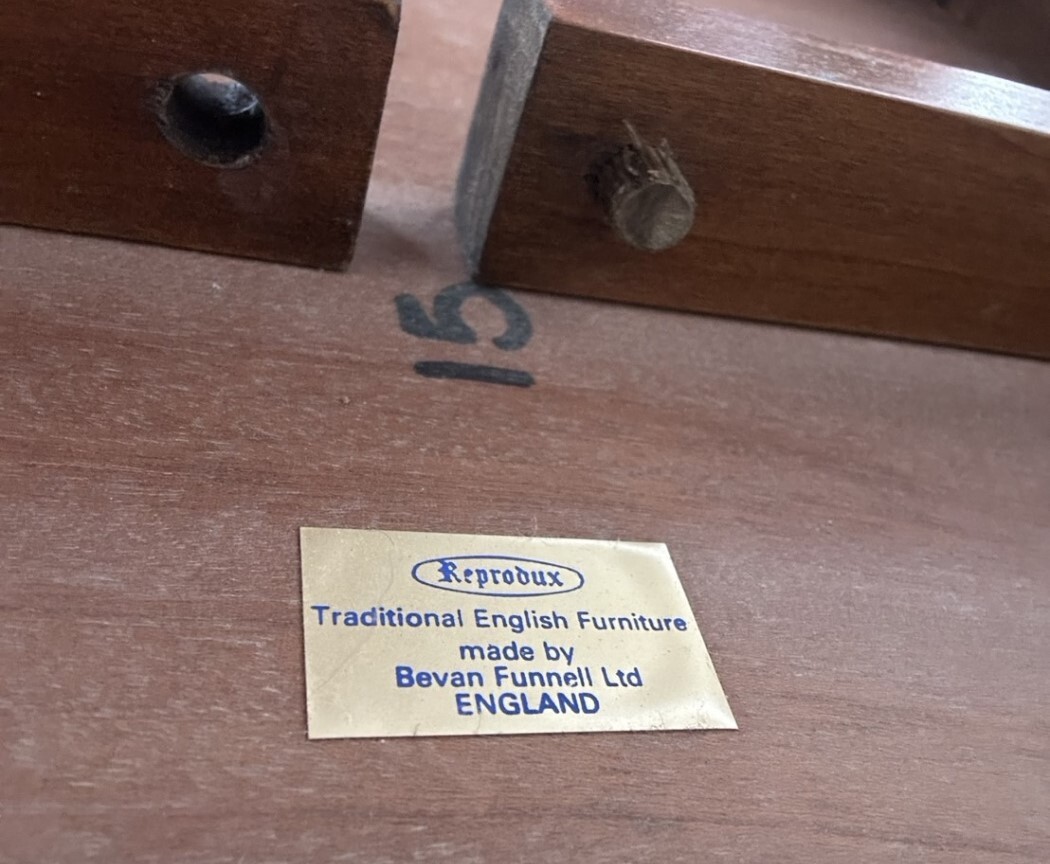 15
Reprodux
Traditional English Furniture
made by
Bevan Funnell Ltd
ENGLAND